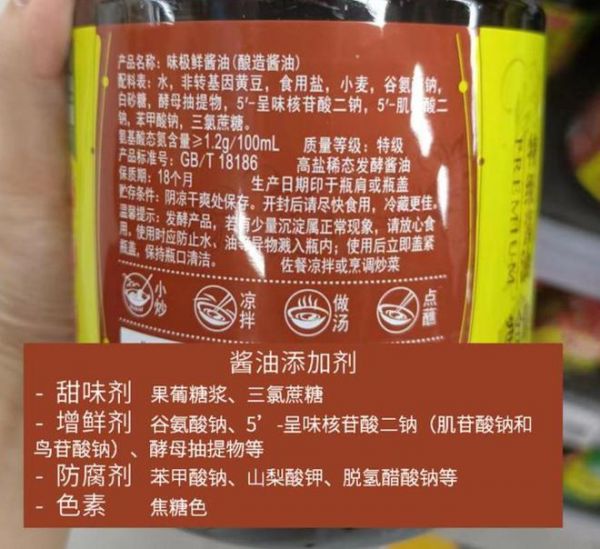 产品名称：味极鲜酱油(酿造酱油)
配料表：水，非转基因黄豆，食用盐，小麦，谷氨酸钠，
白砂糖，酵母抽提物，5′-呈味核苷酸二钠，5′-肌苷酸二
钠，苯甲酸钠，三氯蔗糖。
氨基酸态氮含量≥1.2g/100mL 质量等级：特级
产品标准号：GB/T 18186 高盐稀态发酵酱油
保质期：18个月 生产日期印于瓶肩或瓶盖
贮存条件：阴凉干爽处保存。开封后请尽快食用，冷藏更佳。
温馨提示：发酵产品，若有少量沉淀属正常现象，请放心食
用，使用时应防止水、油等异物溅入瓶内；使用后立即盖紧
瓶盖，保持瓶口清洁。 佐餐凉拌或烹调炒菜
小炒 凉拌 做汤 点蘸
PREMIUM
酱油添加剂
- 甜味剂 果葡糖浆、三氯蔗糖
- 增鲜剂 谷氨酸钠、5’-呈味核苷酸二钠（肌苷酸钠和
鸟苷酸钠）、酵母抽提物等
- 防腐剂 苯甲酸钠、山梨酸钾、脱氢醋酸钠等
- 色素 焦糖色